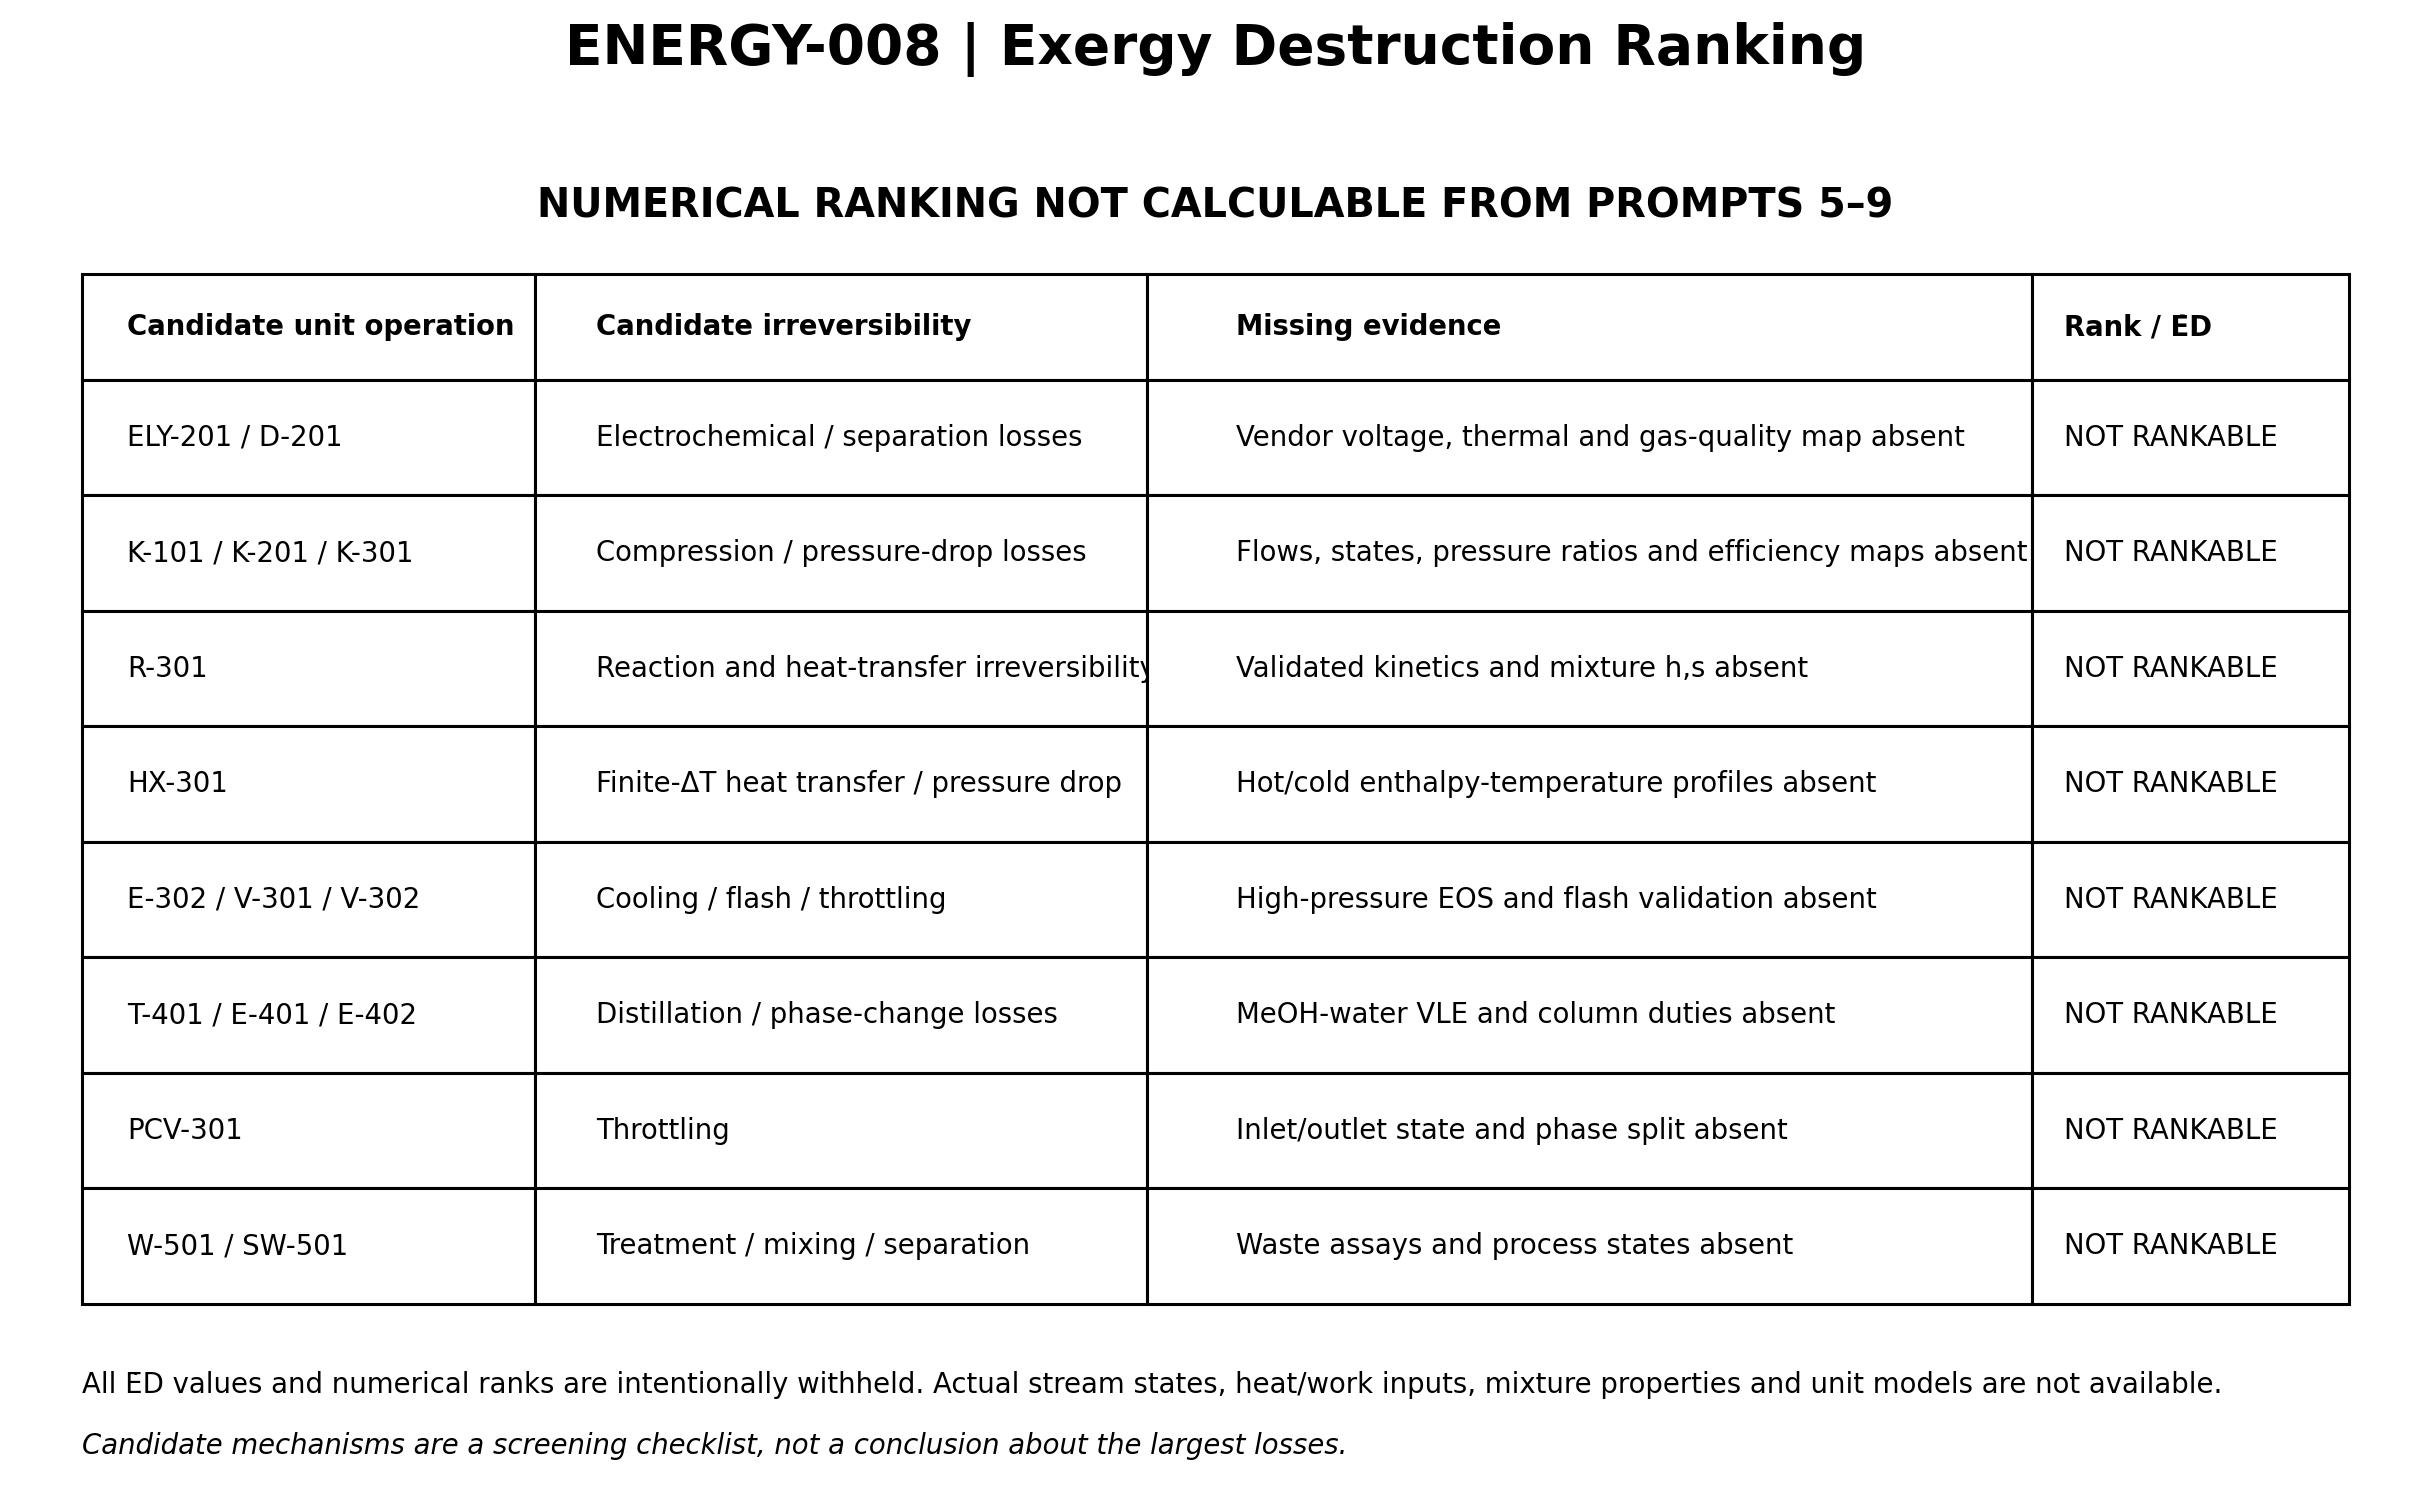 ENERGY-008 | Exergy Destruction Ranking
NUMERICAL RANKING NOT CALCULABLE FROM PROMPTS 5–9
Candidate unit operation | Candidate irreversibility | Missing evidence | Rank / ĖD
ELY-201 / D-201 | Electrochemical / separation losses | Vendor voltage, thermal and gas-quality map absent | NOT RANKABLE
K-101 / K-201 / K-301 | Compression / pressure-drop losses | Flows, states, pressure ratios and efficiency maps absent | NOT RANKABLE
R-301 | Reaction and heat-transfer irreversibility | Validated kinetics and mixture h,s absent | NOT RANKABLE
HX-301 | Finite-ΔT heat transfer / pressure drop | Hot/cold enthalpy-temperature profiles absent | NOT RANKABLE
E-302 / V-301 / V-302 | Cooling / flash / throttling | High-pressure EOS and flash validation absent | NOT RANKABLE
T-401 / E-401 / E-402 | Distillation / phase-change losses | MeOH-water VLE and column duties absent | NOT RANKABLE
PCV-301 | Throttling | Inlet/outlet state and phase split absent | NOT RANKABLE
W-501 / SW-501 | Treatment / mixing / separation | Waste assays and process states absent | NOT RANKABLE
All ED values and numerical ranks are intentionally withheld. Actual stream states, heat/work inputs, mixture properties and unit models are not available.
Candidate mechanisms are a screening checklist, not a conclusion about the largest losses.